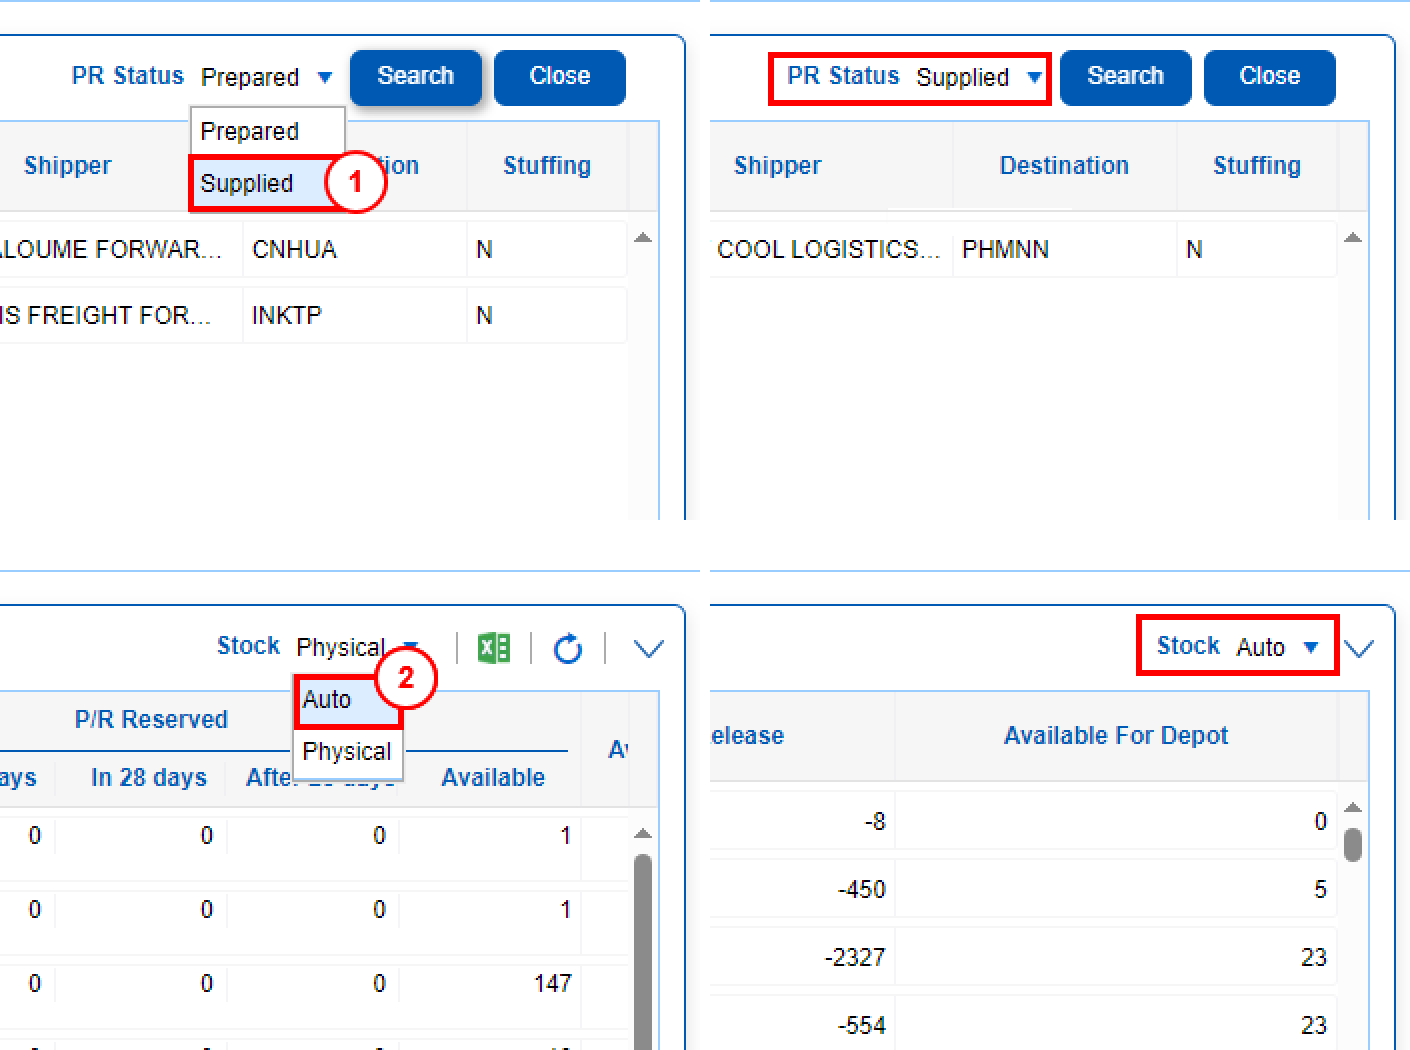 PR Status Prepared Search Close
Prepared
Supplied 1
Shipper tion Stuffing
ALOUME FORWAR... CNHUA N
IS FREIGHT FOR... INKTP N
PR Status Supplied Search Close
Shipper Destination Stuffing
COOL LOGISTICS... PHMNN N
Stock Physical
Auto 2
Physical
P/R Reserved
ays In 28 days Available
0 0 0 1
0 0 0 1
0 0 0 147
Stock Auto
elease Available For Depot
-8 0
-450 5
-2327 23
-554 23